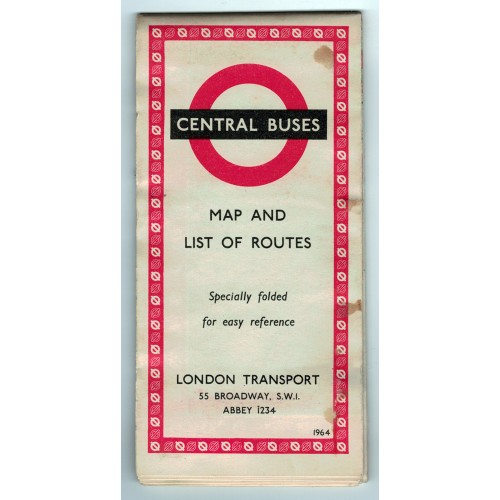 CENTRAL BUSES
MAP AND
LIST OF ROUTES
Specially folded
for easy reference
LONDON TRANSPORT
55 BROADWAY, S.W.1.
ABBEY 1234
1964